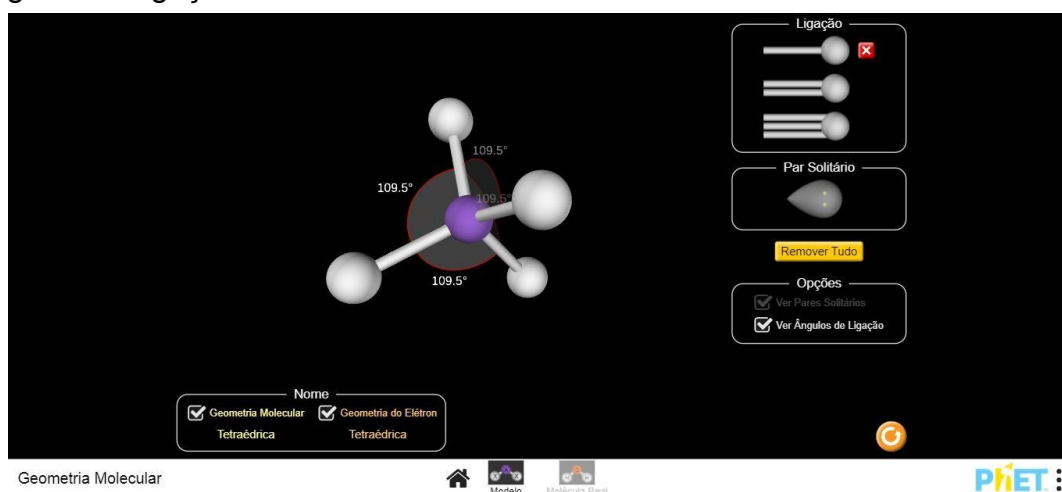 Ligação
Par Solitário
Remover Tudo
Opções
Ver Pares Solitários
Ver Ângulos de Ligação
109.5°
109.5°
109.5°
109.5°
Nome
Geometria Molecular
Geometria do Elétron
Tetraédrica
Tetraédrica
Geometria Molecular
Modelo
Molécula Real
PhET